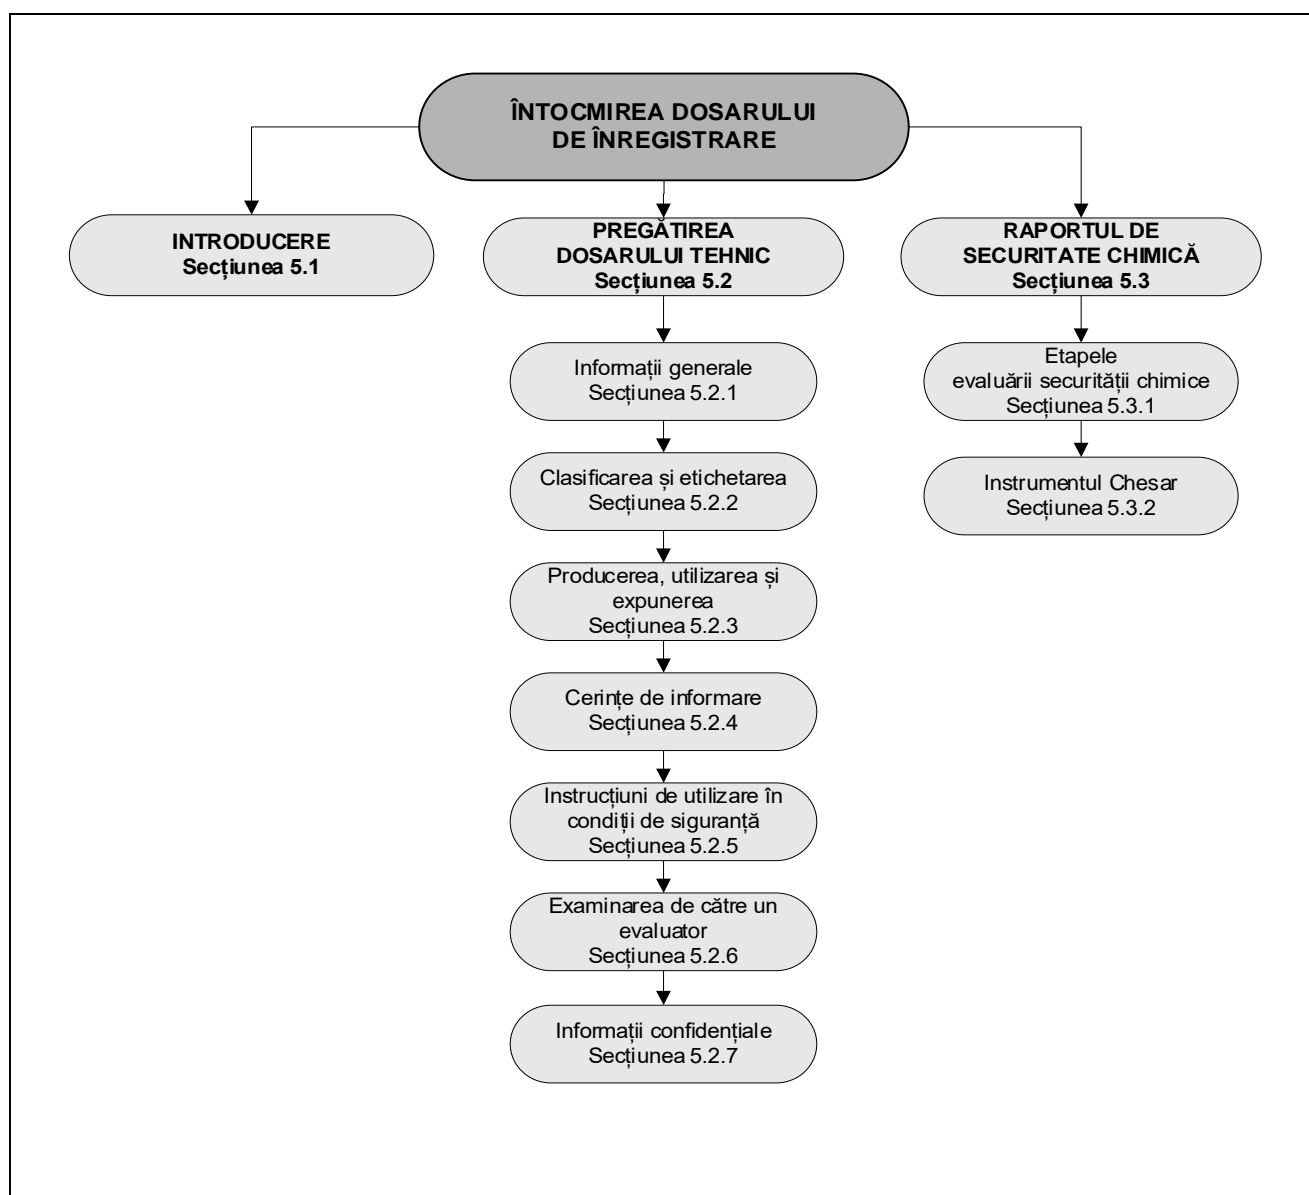 ÎNTOCMIREA DOSARULUI
DE ÎNREGISTRARE
INTRODUCERE
Secțiunea 5.1
PREGĂTIREA
DOSARULUI TEHNIC
Secțiunea 5.2
RAPORTUL DE
SECURITATE CHIMICĂ
Secțiunea 5.3
Informații generale
Secțiunea 5.2.1
Clasificarea și etichetarea
Secțiunea 5.2.2
Producerea, utilizarea și
expunerea
Secțiunea 5.2.3
Cerințe de informare
Secțiunea 5.2.4
Instrucțiuni de utilizare în
condiții de siguranță
Secțiunea 5.2.5
Examinarea de către un
evaluator
Secțiunea 5.2.6
Informații confidențiale
Secțiunea 5.2.7
Etapele
evaluării securității chimice
Secțiunea 5.3.1
Instrumentul Chesar
Secțiunea 5.3.2